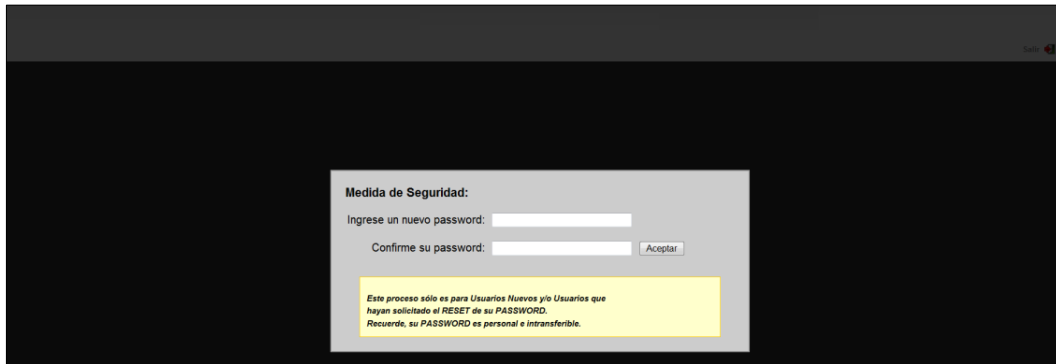 Salir
Medida de Seguridad:
Ingrese un nuevo password:
Confirme su password:
Aceptar
Este proceso sólo es para Usuarios Nuevos y/o Usuarios que
hayan solicitado el RESET de su PASSWORD.
Recuerde, su PASSWORD es personal e intransferible.